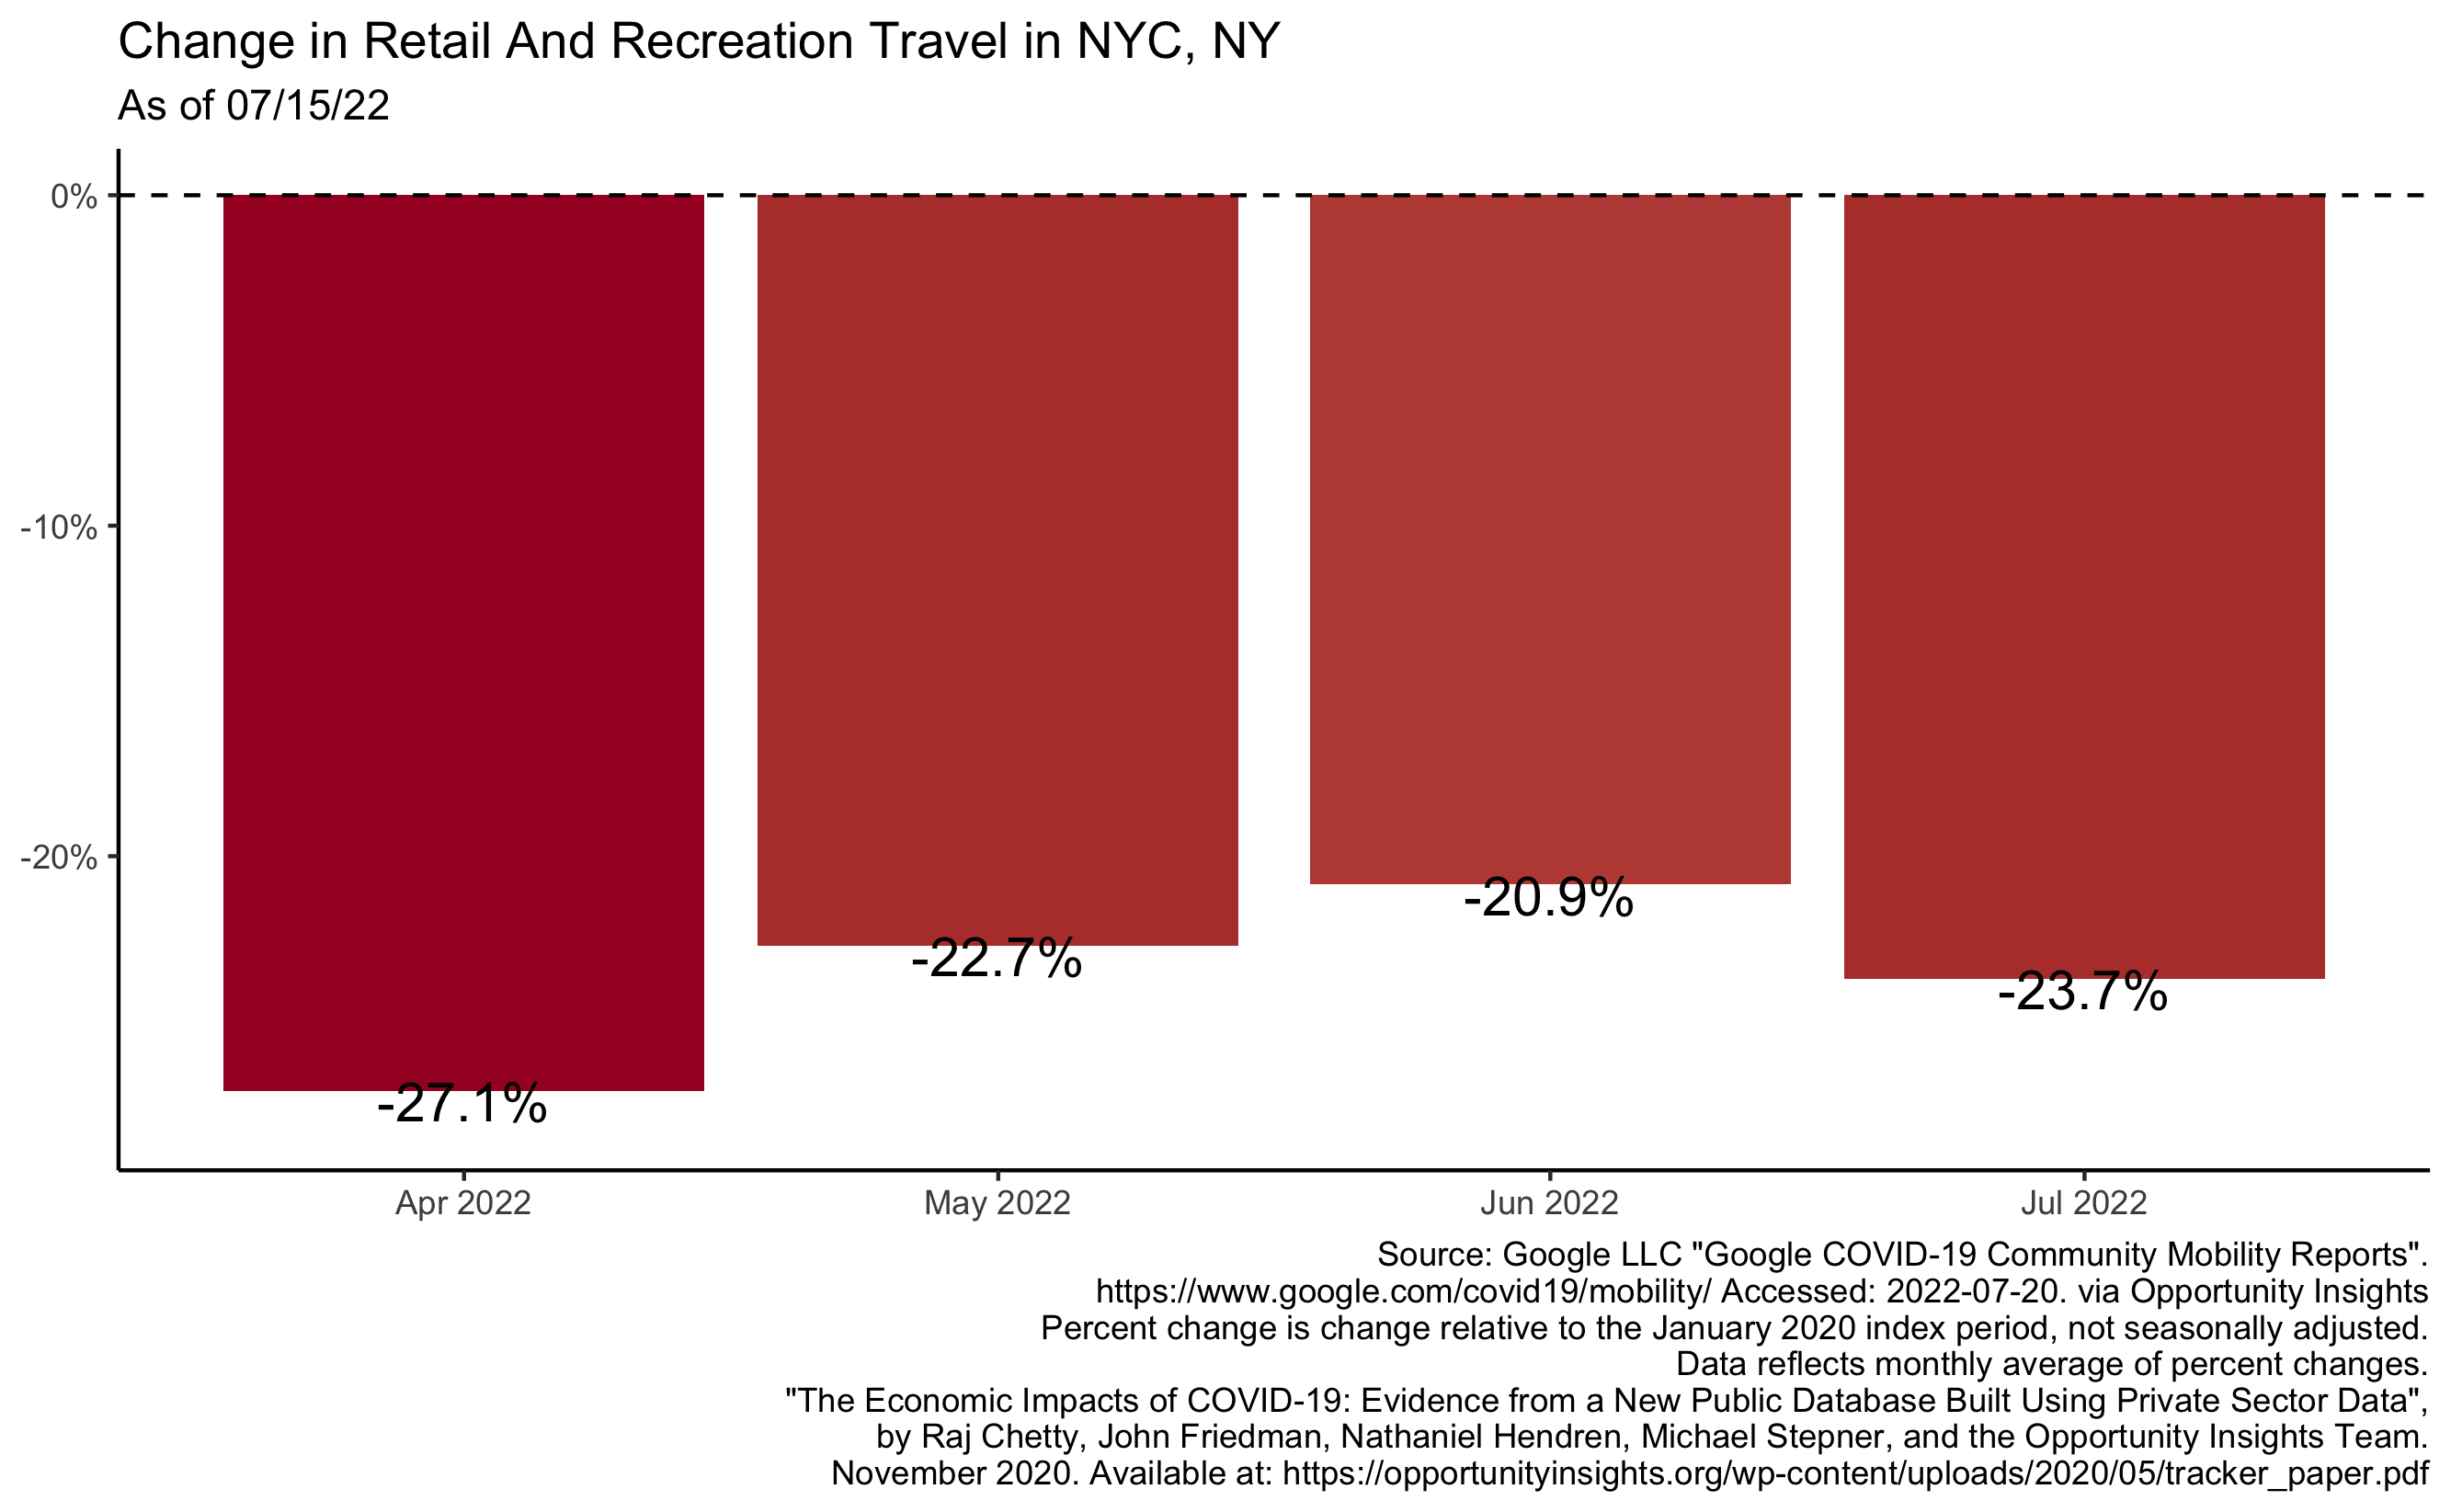 Change in Retail And Recreation Travel in NYC, NY
As of 07/15/22
0%
-10%
-20%
-27.1%
-22.7%
-20.9%
-23.7%
Apr 2022
May 2022
Jun 2022
Jul 2022
Source: Google LLC "Google COVID-19 Community Mobility Reports".
https://www.google.com/covid19/mobility/ Accessed: 2022-07-20. via Opportunity Insights
Percent change is change relative to the January 2020 index period, not seasonally adjusted.
Data reflects monthly average of percent changes.
"The Economic Impacts of COVID-19: Evidence from a New Public Database Built Using Private Sector Data",
by Raj Chetty, John Friedman, Nathaniel Hendren, Michael Stepner, and the Opportunity Insights Team.
November 2020. Available at: https://opportunityinsights.org/wp-content/uploads/2020/05/tracker_paper.pdf